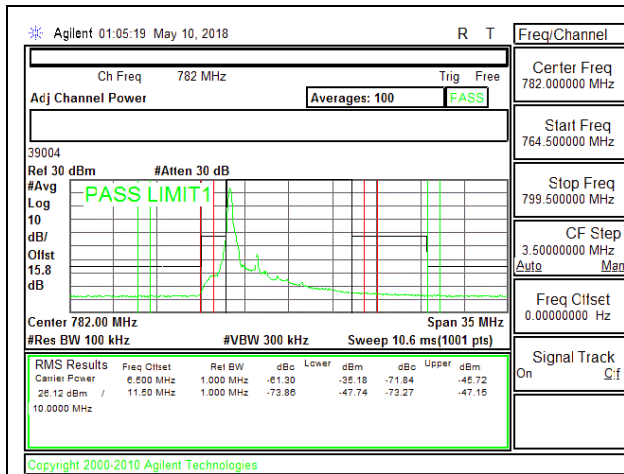 Agilent 01:05:19 May 10, 2018 R T
Ch Freq 782 MHz Trig Free
Adj Channel Power Averages: 100 PASS
39004
Ref 30 dBm #Atten 30 dB
#Avg
Log
10
dB/
Offst
15.8
dB
PASS LIMIT1
Center 782.00 MHz Span 35 MHz
#Res BW 100 kHz #VBW 300 kHz Sweep 10.6 ms(1001 pts)
RMS Results Freq Offset Ref BW dBc Lower dBm dBc Upper dBm
Carrier Power 6.500 MHz 1.000 MHz -61.30 -35.18 -71.84 -45.72
26.12 dBm / 11.50 MHz 1.000 MHz -73.86 -47.74 -73.27 -47.15
10.0000 MHz
Copyright 2000-2010 Agilent Technologies
Freq/Channel
Center Freq
782.000000 MHz
Start Freq
764.500000 MHz
Stop Freq
799.500000 MHz
CF Step
3.50000000 MHz
Auto Man
Freq Offset
0.00000000 Hz
Signal Track
On Off